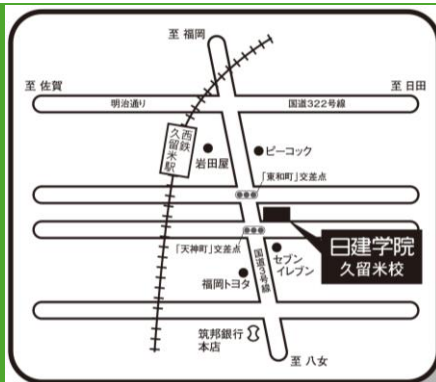 至 福岡
至 佐賀
至 日田
明治通り
国道322号線
西鉄
久留米駅
岩田屋
ピーコック
「東和町」交差点
日建学院
久留米校
「天神町」交差点
国道3号線
セブン
イレブン
福岡トヨタ
筑邦銀行
本店
至 八女